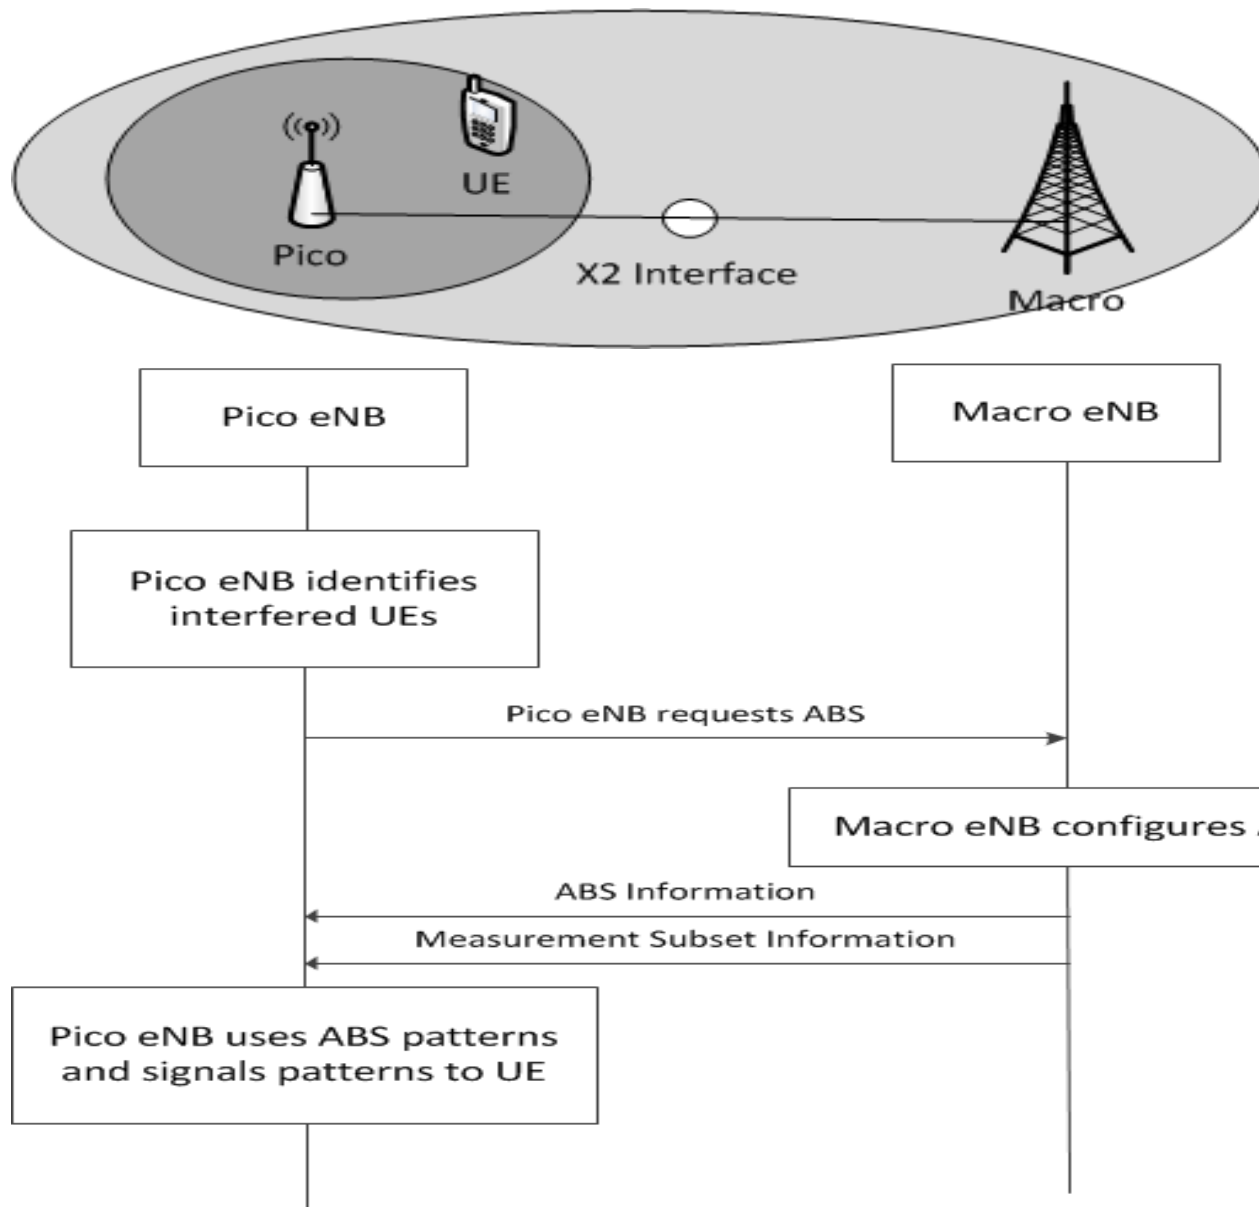 UE
Pico
X2 Interface
Macro
Pico eNB
Macro eNB
Pico eNB identifies
interfered UEs
Pico eNB requests ABS
Macro eNB configures
ABS Information
Measurement Subset Information
Pico eNB uses ABS patterns
and signals patterns to UE